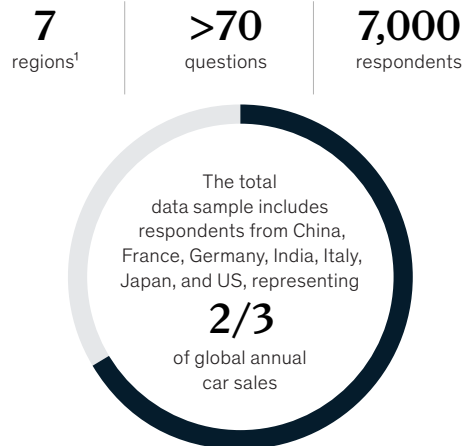 7
regions¹
>70
questions
7,000
respondents
The total
data sample includes
respondents from China,
France, Germany, India, Italy,
Japan, and US, representing
2/3
of global annual
car sales